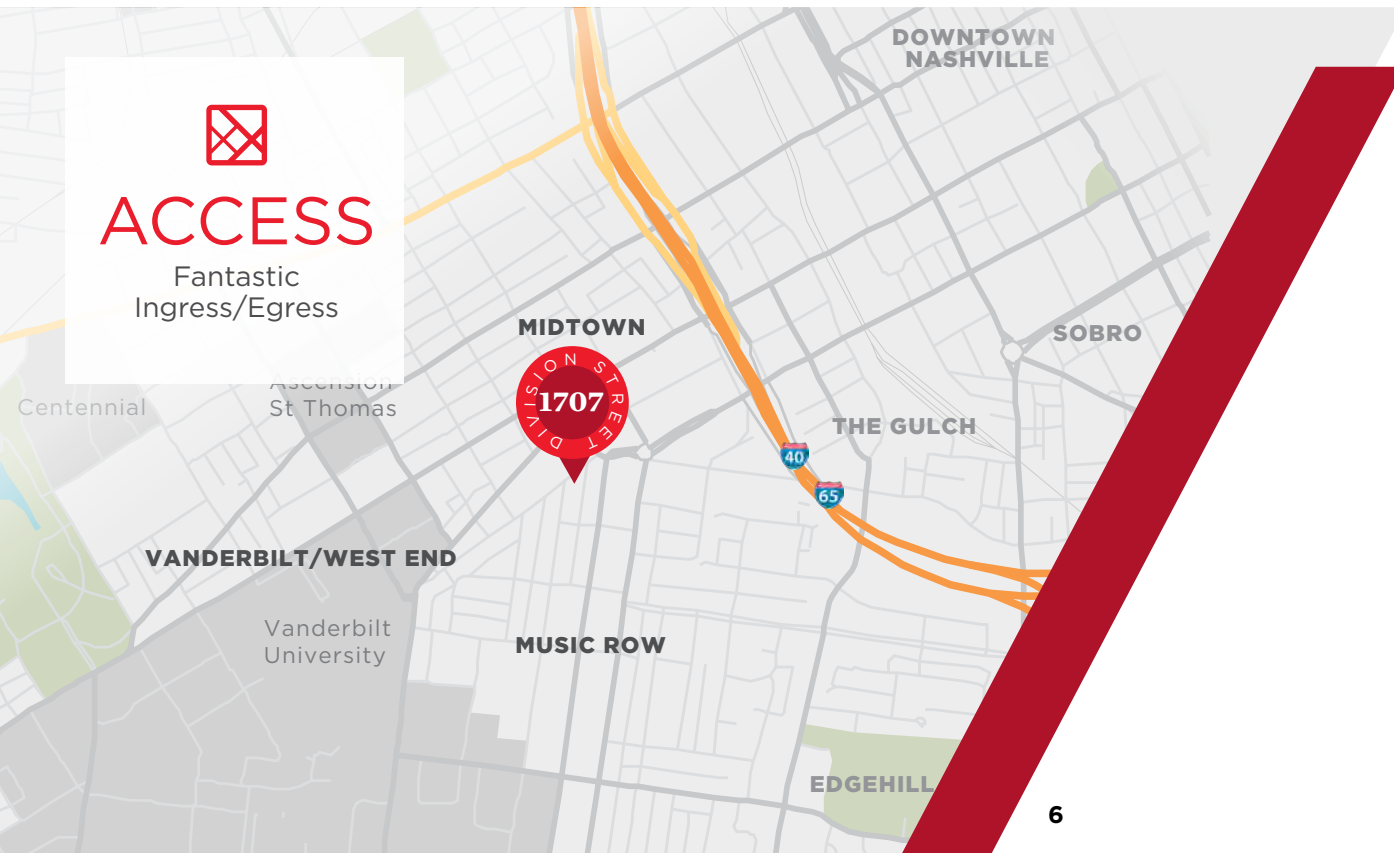 DOWNTOWN
NASHVILLE
ACCESS
Fantastic
Ingress/Egress
MIDTOWN
SOBRO
DIVISION STREET
1707
Ascension
St Thomas
Centennial
THE GULCH
40
65
VANDERBILT/WEST END
Vanderbilt
University
MUSIC ROW
EDGEHILL
6